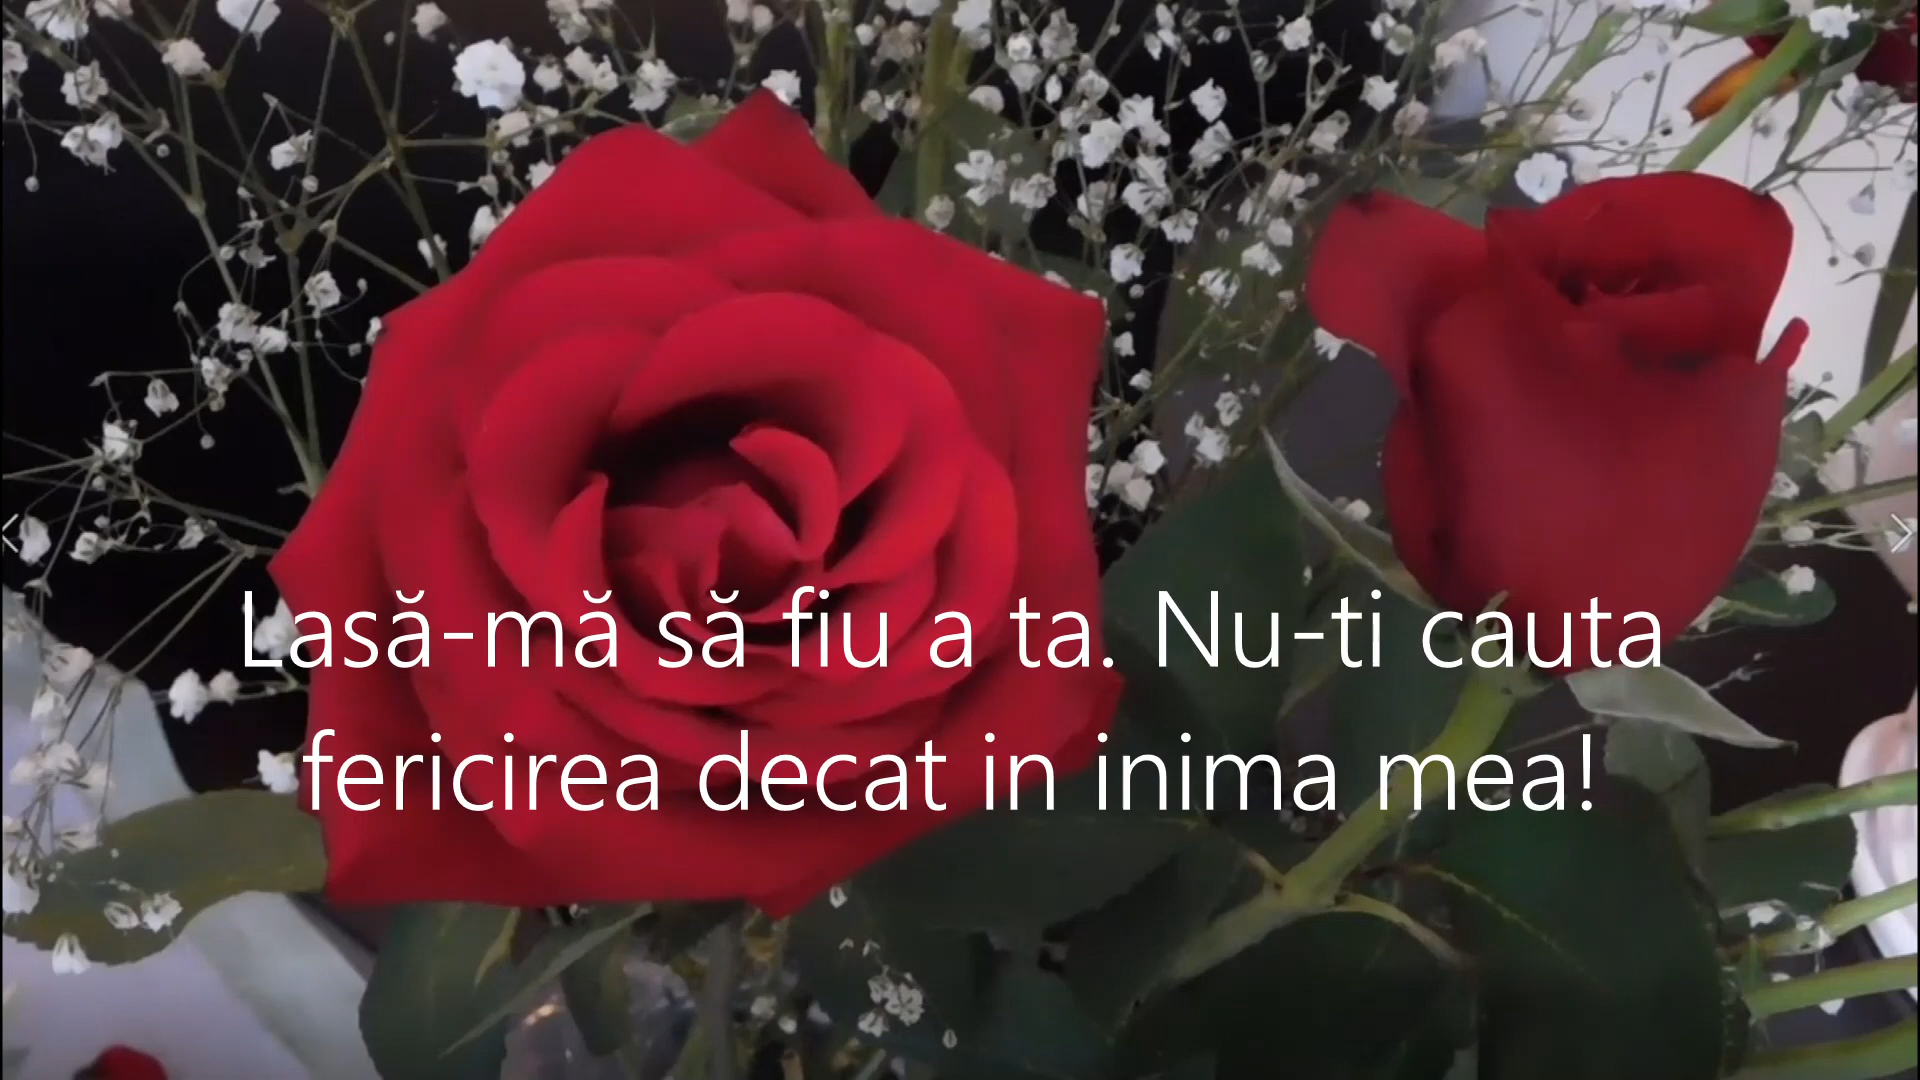 Lasă-mă să fiu a ta. Nu-ti cauta
fericirea decat in inima mea!